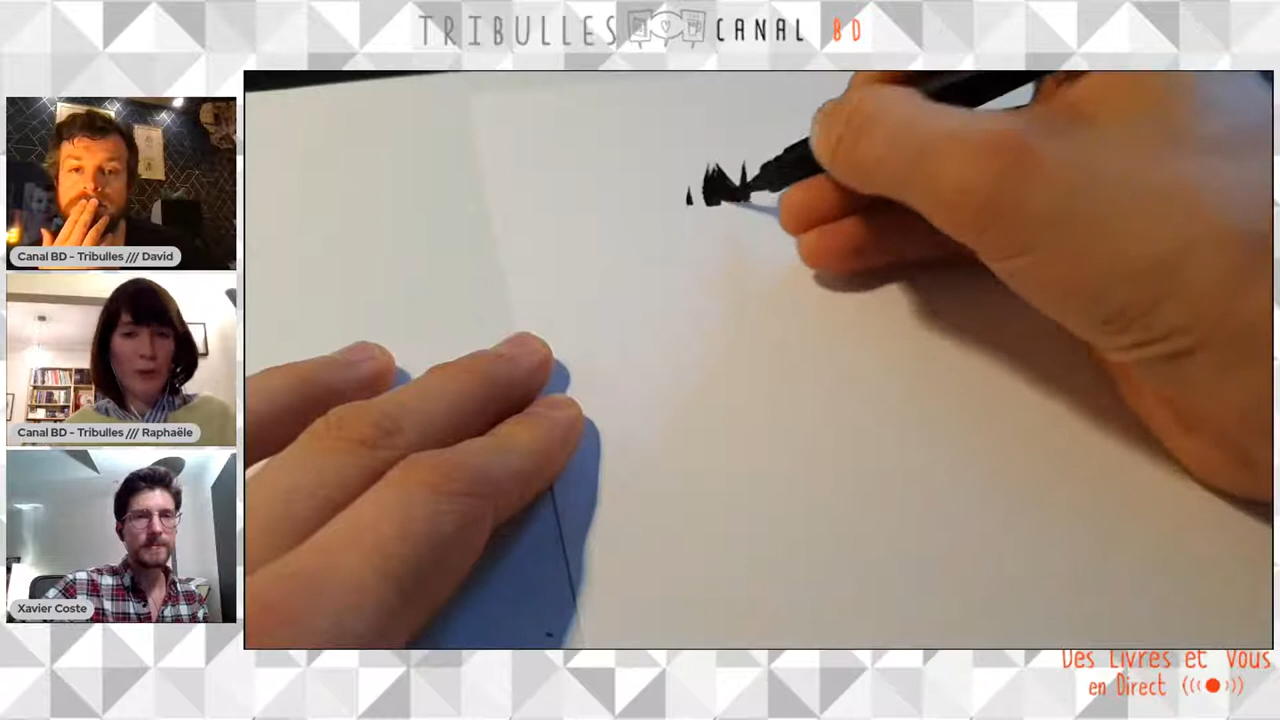 TRIBULLES CANAL BD
Canal BD - Tribulles /// David
Canal BD - Tribulles /// Raphaële
Xavier Coste
Des Livres et Vous
en Direct